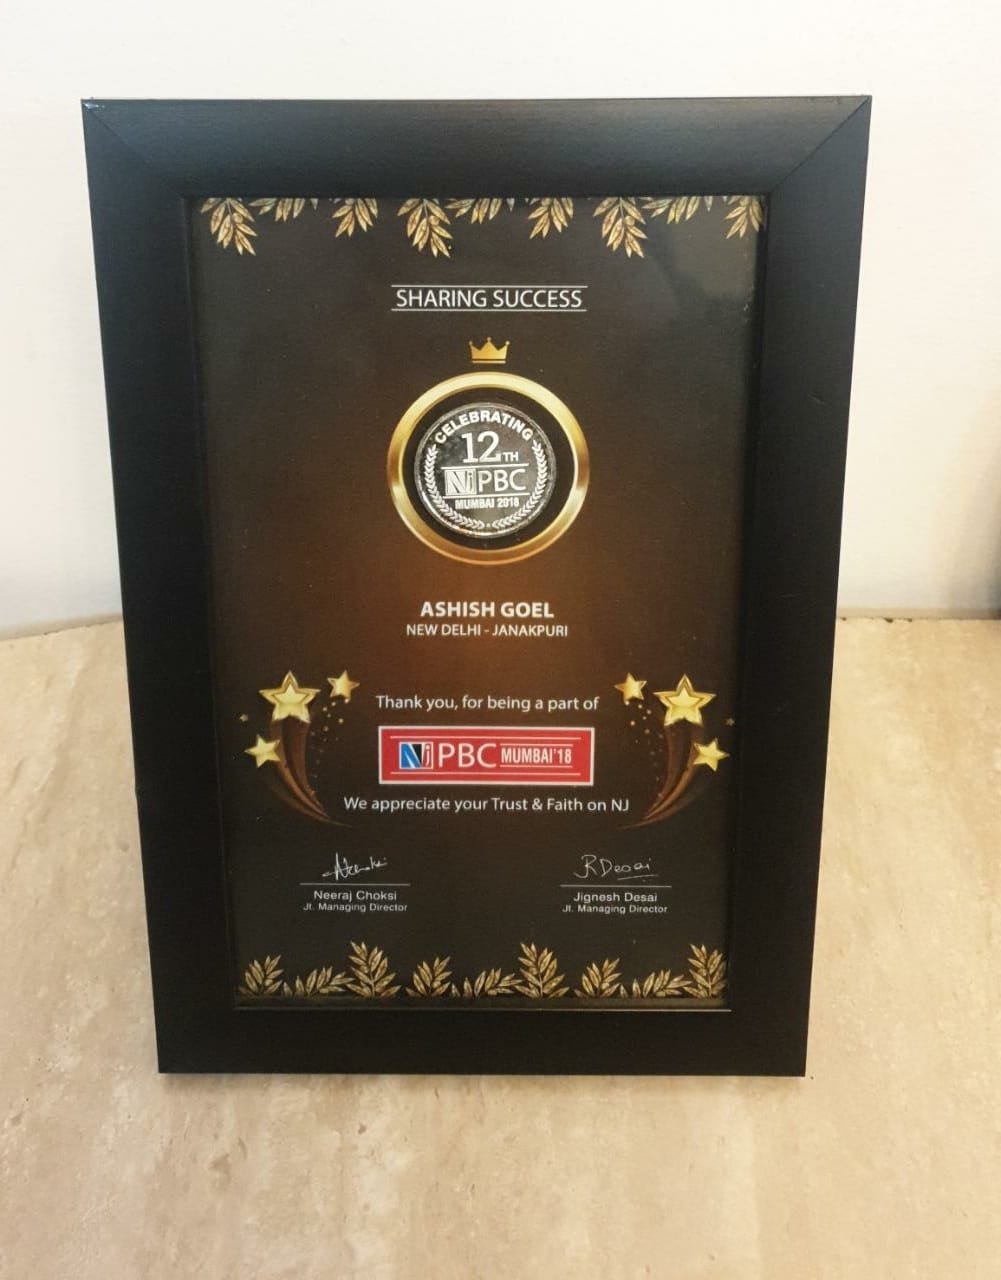 SHARING SUCCESS
CELEBRATING
12TH
NJ PBC
MUMBAI 2018
ASHISH GOEL
NEW DELHI - JANAKPURI
Thank you, for being a part of
NJ PBC MUMBAI'18
We appreciate your Trust & Faith on NJ
RDesai
Neeraj Choksi
Jt. Managing Director
Jignesh Desai
Jt. Managing Director